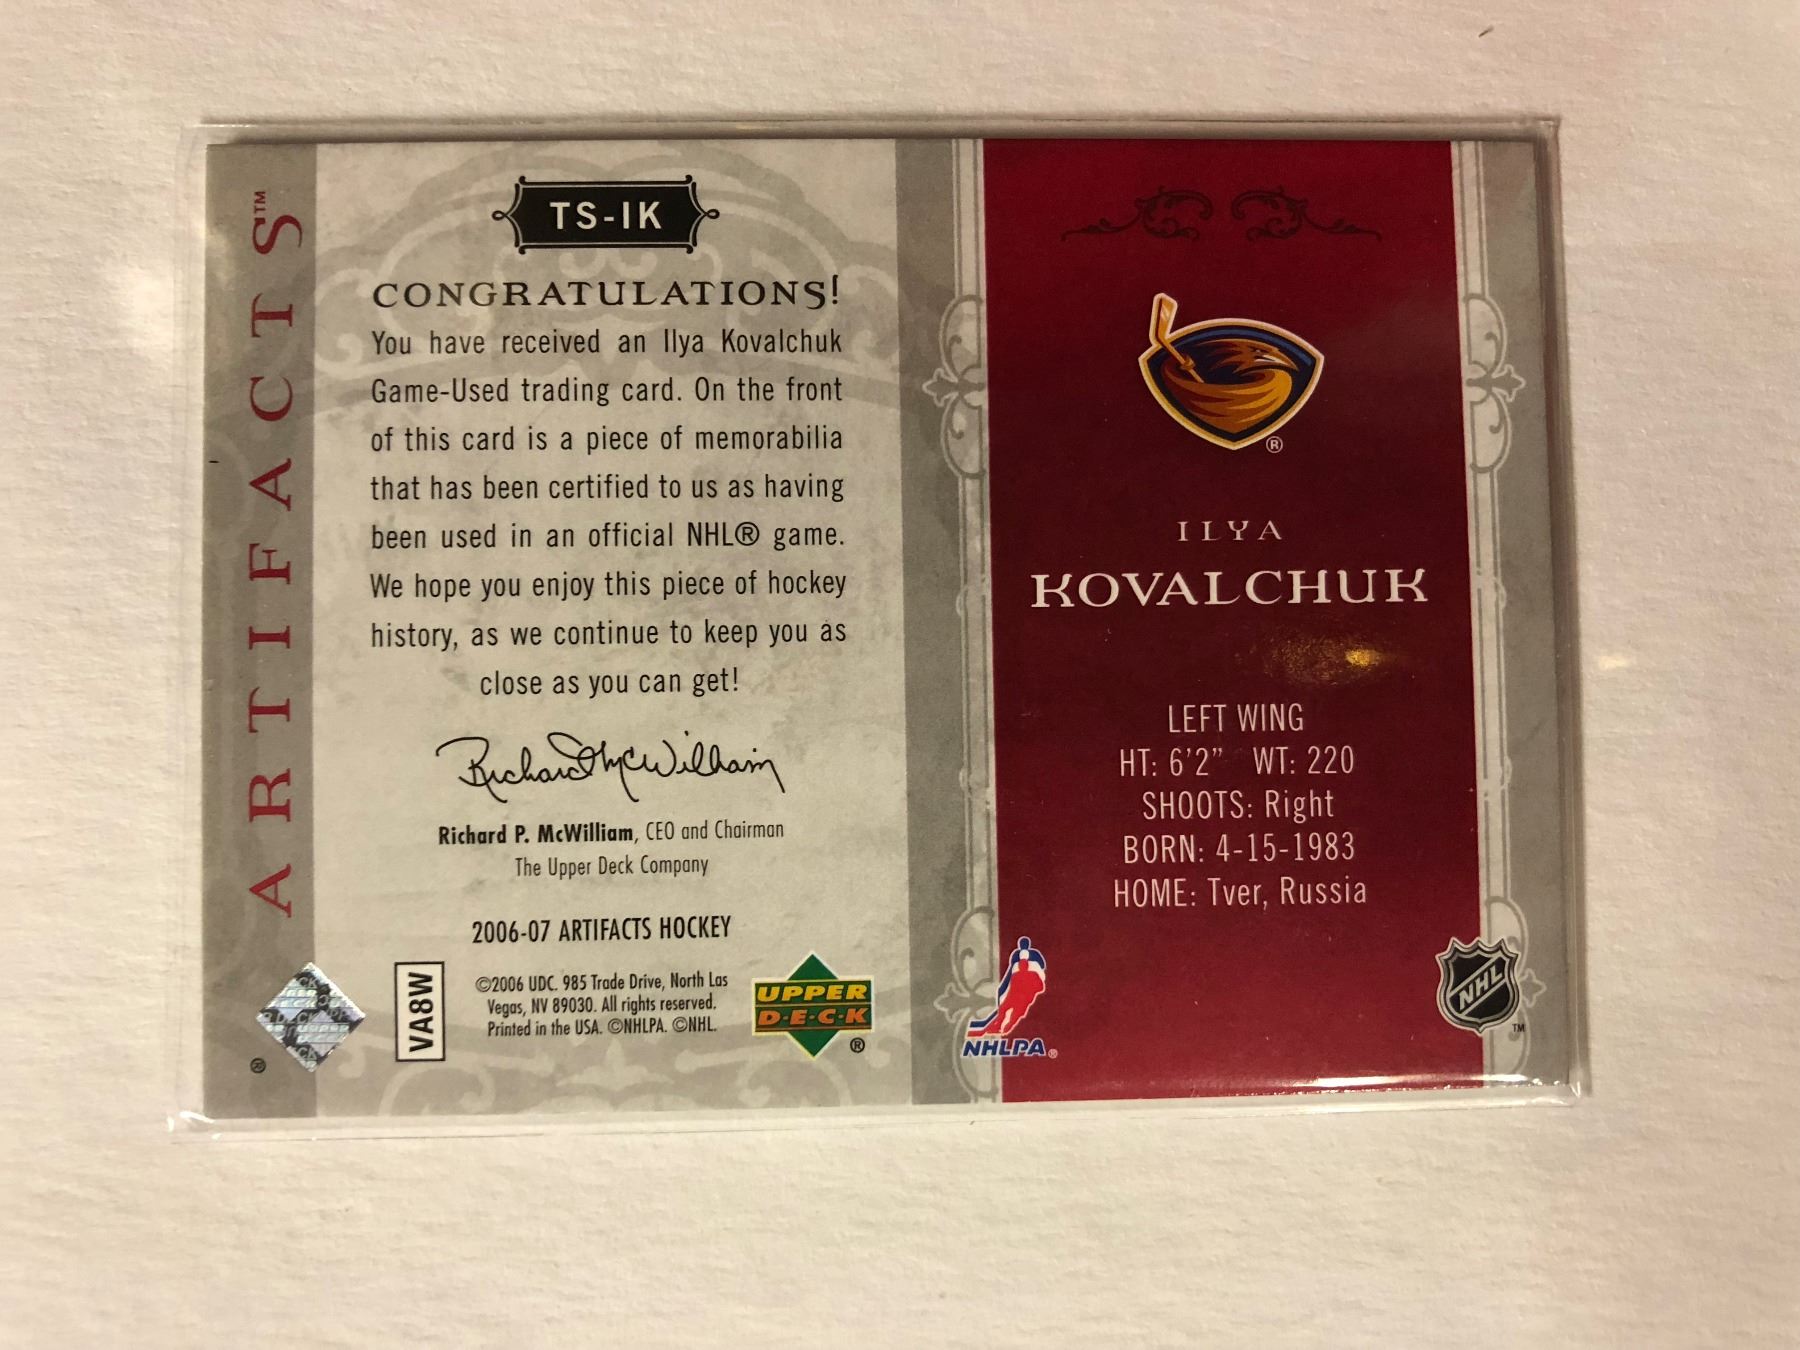 ARTIFACTS™
TS-IK
CONGRATULATIONS!
You have received an Ilya Kovalchuk
Game-Used trading card. On the front
of this card is a piece of memorabilia
that has been certified to us as having
been used in an official NHL® game.
We hope you enjoy this piece of hockey
history, as we continue to keep you as
close as you can get!
Richard McWilliam
Richard P. McWilliam, CEO and Chairman
The Upper Deck Company
2006-07 ARTIFACTS HOCKEY
VA8W
©2006 UDC. 985 Trade Drive, North Las
Vegas, NV 89030. All rights reserved.
Printed in the USA. ©NHLPA. ©NHL.
UPPER
D·E·C·K
®
®
®
ILYA
KOVALCHUK
LEFT WING
HT: 6'2" WT: 220
SHOOTS: Right
BORN: 4-15-1983
HOME: Tver, Russia
NHLPA®
NHL
TM